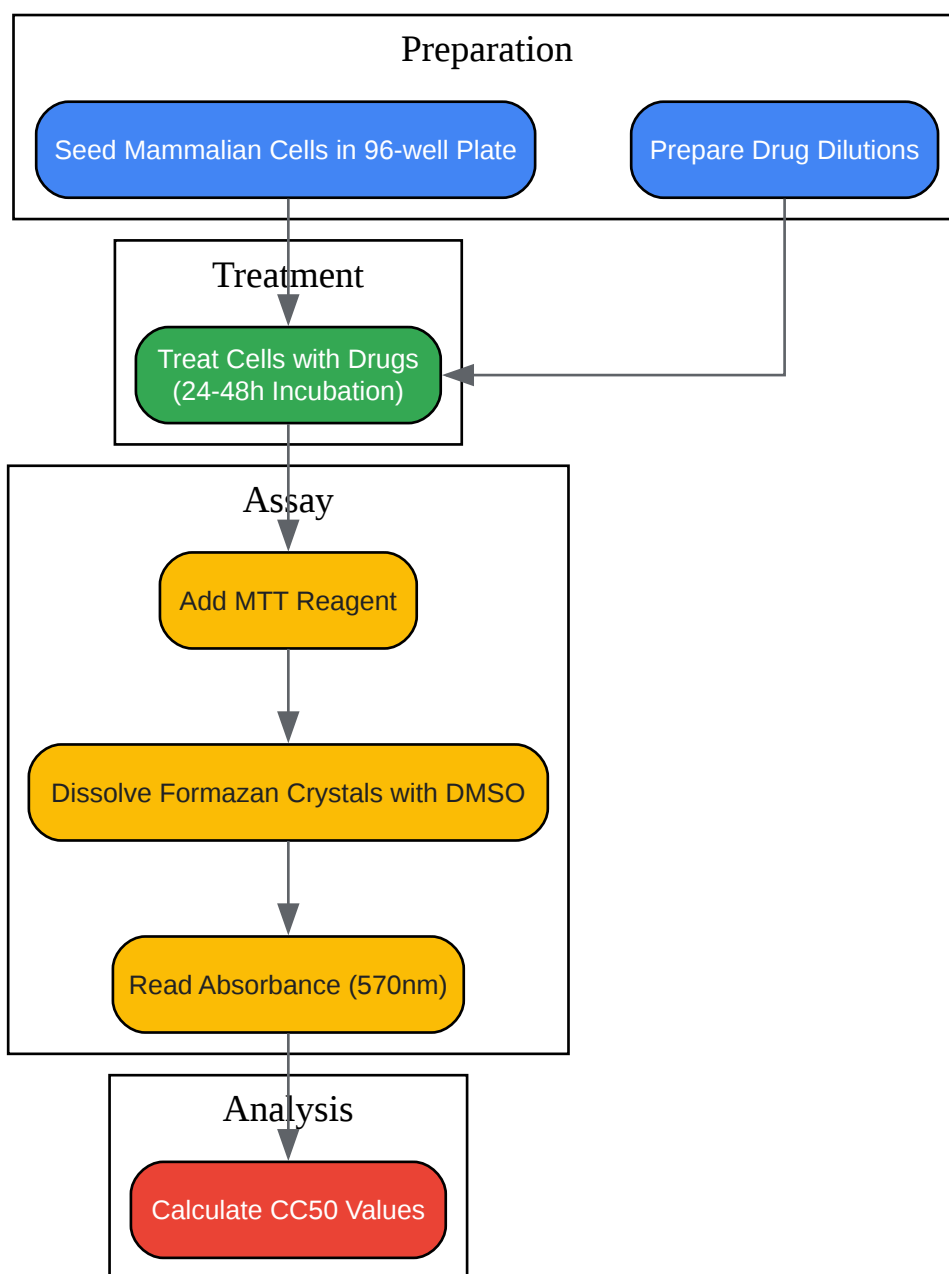 Preparation
Seed Mammalian Cells in 96-well Plate
Prepare Drug Dilutions
Treatment
Treat Cells with Drugs
(24-48h Incubation)
Assay
Add MTT Reagent
Dissolve Formazan Crystals with DMSO
Read Absorbance (570nm)
Analysis
Calculate CC50 Values